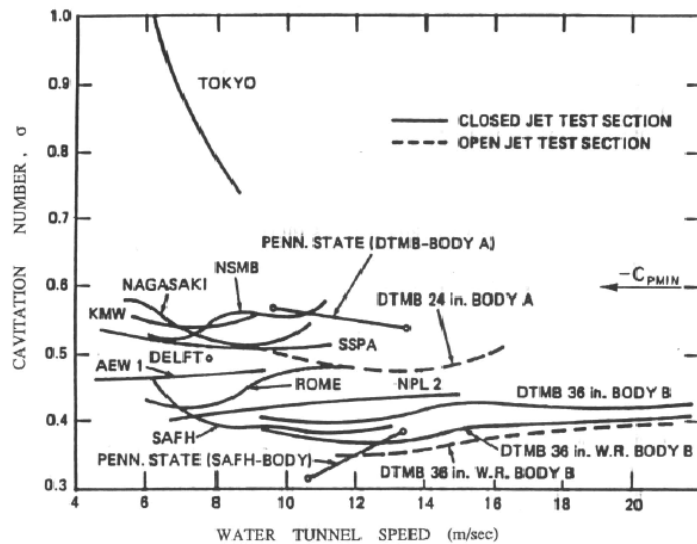 1.0
0.9
0.8
0.7
0.6
0.5
0.4
0.3
CAVITATION NUMBER, σ
TOKYO
CLOSED JET TEST SECTION
OPEN JET TEST SECTION
PENN. STATE (DTMB-BODY A)
NSMB
NAGASAKI
-C PMIN
DTMB 24 in. BODY A
KMW
SSPA
DELFT
AEW 1
ROME
NPL 2
DTMB 36 in. BODY B
SAFH
DTMB 36 in. W.R. BODY B
PENN. STATE (SAFH-BODY)
DTMB 36 in. W.R. BODY B
4 6 8 10 12 14 16 18 20 22
WATER TUNNEL SPEED (m/sec)